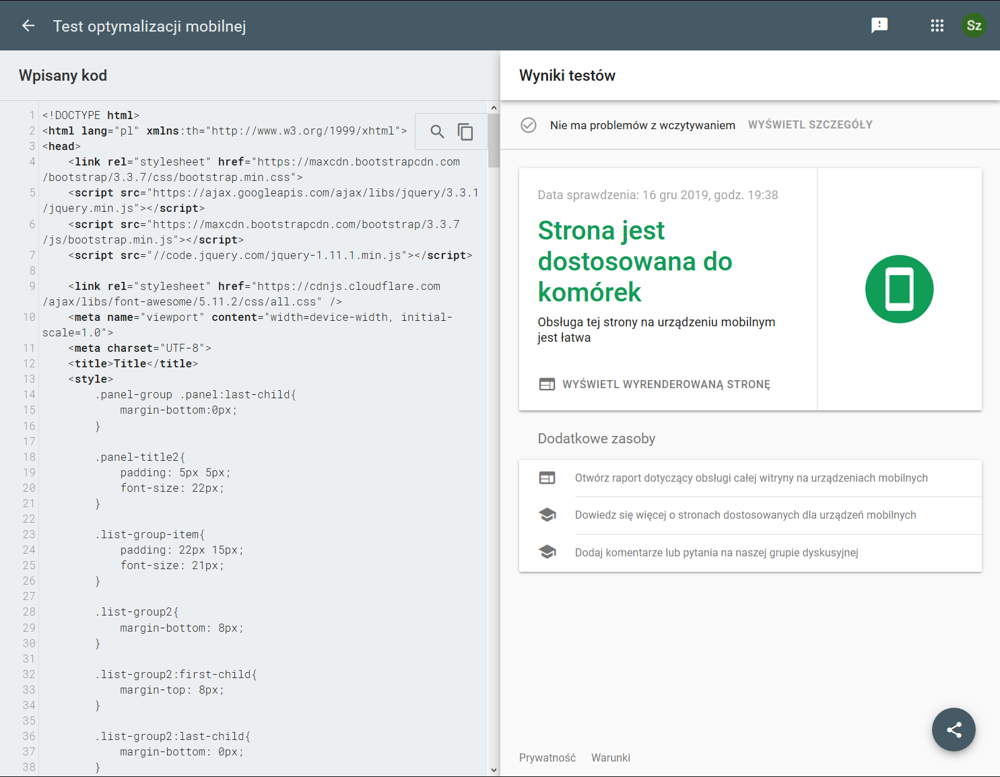 Test optymalizacji mobilnej
Sz
Wpisany kod
1 <!DOCTYPE html>
2 <html lang="pl" xmlns:th="http://www.w3.org/1999/xhtml">
3 <head>
4 <link rel="stylesheet" href="https://maxcdn.bootstrapcdn.com
/bootstrap/3.3.7/css/bootstrap.min.css">
5 <script src="https://ajax.googleapis.com/ajax/libs/jquery/3.3.1
/jquery.min.js"></script>
6 <script src="https://maxcdn.bootstrapcdn.com/bootstrap/3.3.7
/js/bootstrap.min.js"></script>
7 <script src="//code.jquery.com/jquery-1.11.1.min.js"></script>
8
9 <link rel="stylesheet" href="https://cdnjs.cloudflare.com
/ajax/libs/font-awesome/5.11.2/css/all.css" />
10 <meta name="viewport" content="width=device-width, initial-
scale=1.0">
11 <meta charset="UTF-8">
12 <title>Title</title>
13 <style>
14 .panel-group .panel:last-child{
15 margin-bottom:0px;
16 }
17
18 .panel-title2{
19 padding: 5px 5px;
20 font-size: 22px;
21 }
22
23 .list-group-item{
24 padding: 22px 15px;
25 font-size: 21px;
26 }
27
28 .list-group2{
29 margin-bottom: 8px;
30 }
31
32 .list-group2:first-child{
33 margin-top: 8px;
34 }
35
36 .list-group2:last-child{
37 margin-bottom: 0px;
38 }
Wyniki testów
Nie ma problemów z wczytywaniem WYŚWIETL SZCZEGÓŁY
Data sprawdzenia: 16 gru 2019, godz. 19:38
Strona jest
dostosowana do
komórek
Obsługa tej strony na urządzeniu mobilnym
jest łatwa
WYŚWIETL WYRENDEROWANĄ STRONĘ
Dodatkowe zasoby
Otwórz raport dotyczący obsługi całej witryny na urządzeniach mobilnych
Dowiedz się więcej o stronach dostosowanych dla urządzeń mobilnych
Dodaj komentarze lub pytania na naszej grupie dyskusyjnej
Prywatność Warunki